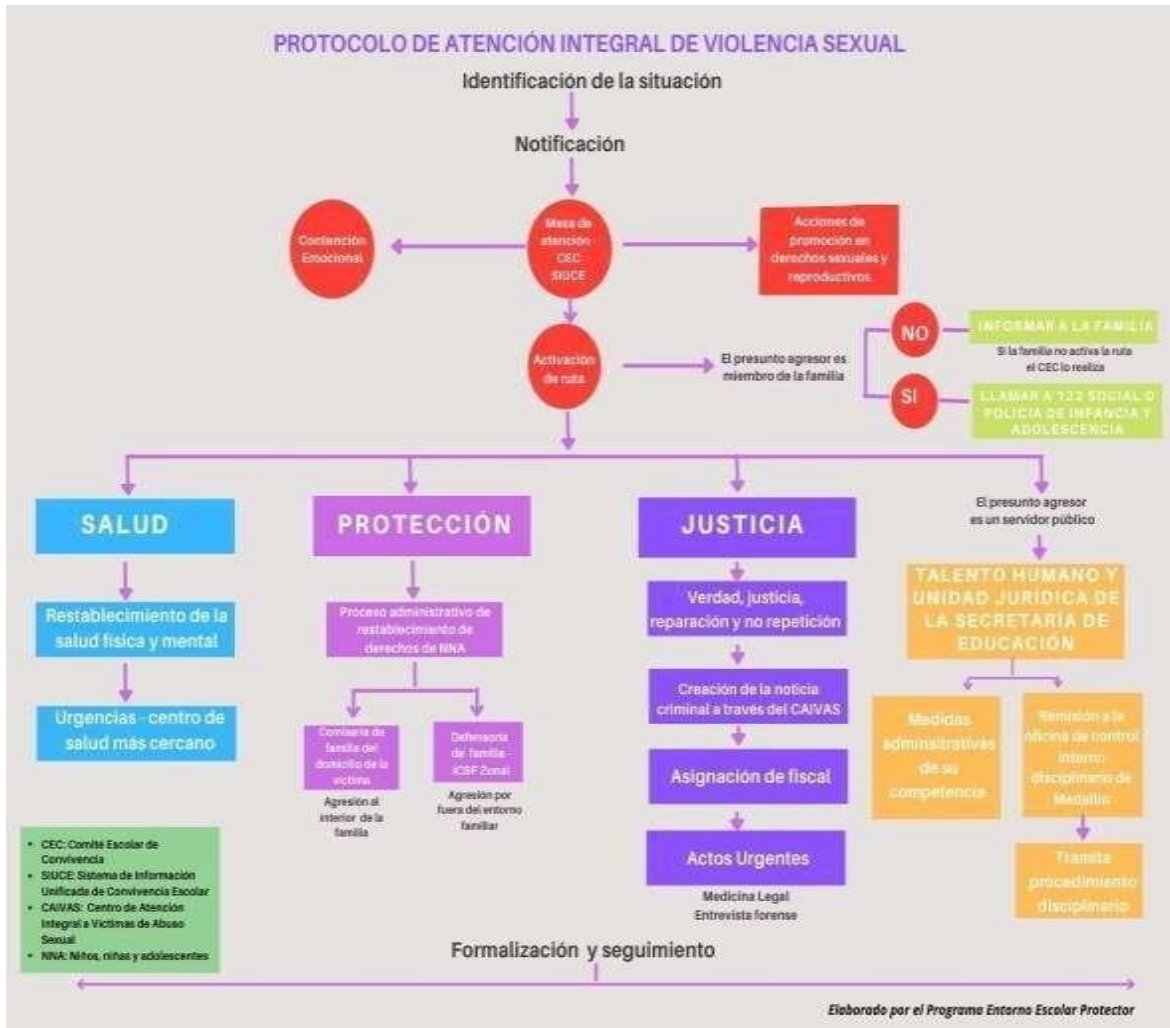 PROTOCOLO DE ATENCIÓN INTEGRAL DE VIOLENCIA SEXUAL
Identificación de la situación
Notificación
Contención
Emocional
Mesa de
atención
CEC
SIUCE
Acciones de
promoción en
derechos sexuales y
reproductivos.
Activación
de ruta
El presunto agresor es
miembro de la familia
NO
INFORMAR A LA FAMILIA
Si la familia no activa la ruta
el CEC lo realiza
SI
LLAMAR A 123 SOCIAL O
POLICIA DE INFANCIA Y
ADOLESCENCIA
SALUD
Restablecimiento de la
salud física y mental
Urgencias - centro de
salud más cercano
PROTECCIÓN
Proceso administrativo de
restablecimiento de
derechos de NNA
Comisaría de
familia del
domicilio de la
víctima
Agresión al
interior de la
familia
Defensoría
de familia
ICBF Zonal
Agresión por
fuera del entorno
familiar
JUSTICIA
Verdad, justicia,
reparación y no repetición
Creación de la noticia
criminal a través del CAIVAS
Asignación de fiscal
Actos Urgentes
Medicina Legal
Entrevista forense
El presunto agresor
es un servidor público
TALENTO HUMANO Y
UNIDAD JURÍDICA DE
LA SECRETARÍA DE
EDUCACIÓN
Medidas
adminsitrativas
de su
competencia
Remisión a la
oficina de control
interno
disciplinario de
Medellín
Tramite
procedimiento
disciplinario
• CEC: Comité Escolar de
Convivencia
• SIUCE: Sistema de Información
Unificada de Convivencia Escolar
• CAIVAS: Centro de Atención
Integral a Víctimas de Abuso
Sexual
• NNA: Niños, niñas y adolescentes
Formalización y seguimiento
Elaborado por el Programa Entorno Escolar Protector